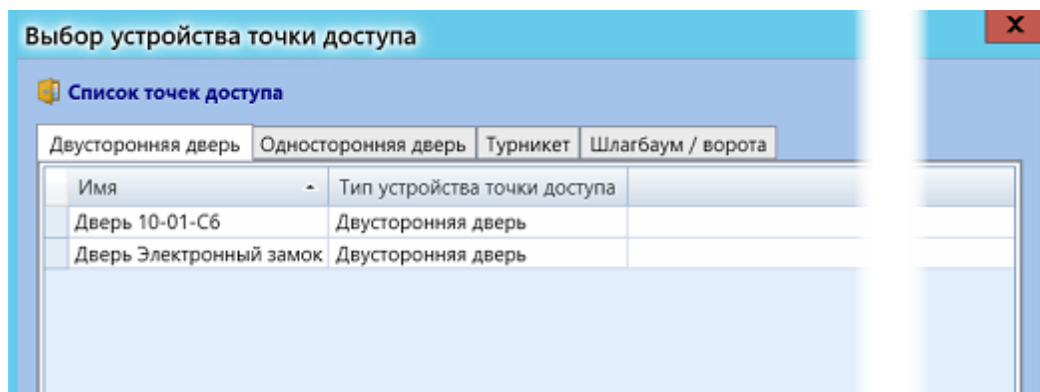 Выбор устройства точки доступа
X
Список точек доступа
Двусторонняя дверь Односторонняя дверь Турникет Шлагбаум / ворота
Имя Тип устройства точки доступа
Дверь 10-01-С6 Двусторонняя дверь
Дверь Электронный замок Двусторонняя дверь